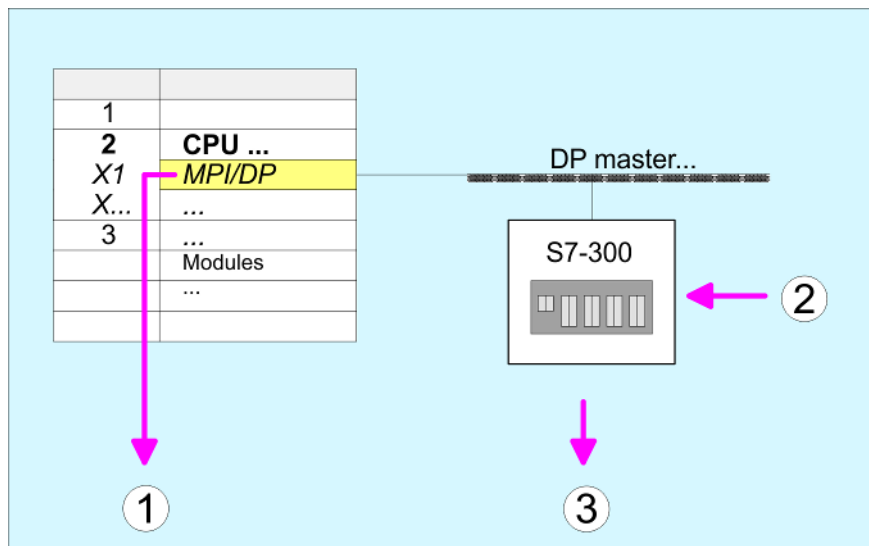 1
2 CPU ...
X1 MPI/DP
X... ...
3 ...
Modules
...
DP master...
S7-300
2
1
3